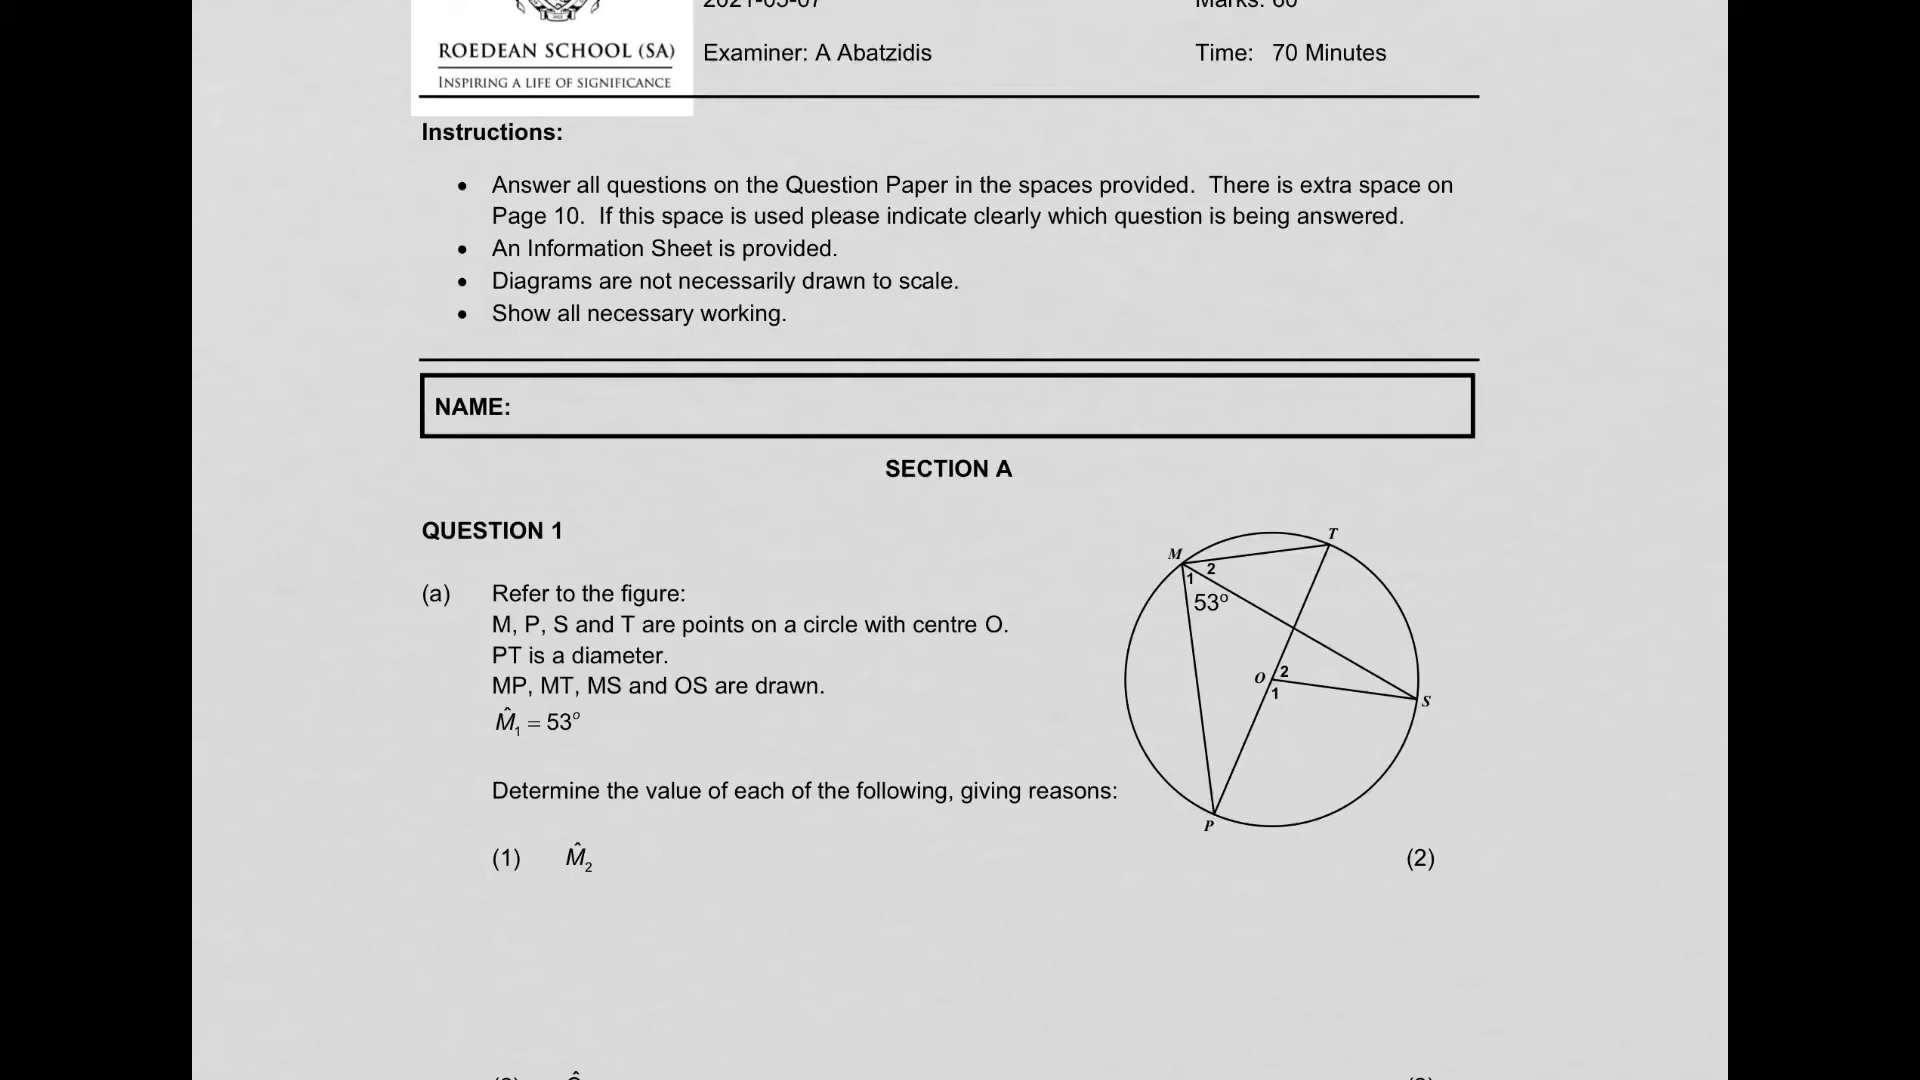 2021-05-07 Marks: 60
ROEDEAN SCHOOL (SA)
INSPIRING A LIFE OF SIGNIFICANCE
Examiner: A Abatzidis Time: 70 Minutes
Instructions:
• Answer all questions on the Question Paper in the spaces provided. There is extra space on
Page 10. If this space is used please indicate clearly which question is being answered.
• An Information Sheet is provided.
• Diagrams are not necessarily drawn to scale.
• Show all necessary working.
NAME:
SECTION A
QUESTION 1
(a) Refer to the figure:
M, P, S and T are points on a circle with centre O.
PT is a diameter.
MP, MT, MS and OS are drawn.
M̂₁ = 53°
Determine the value of each of the following, giving reasons:
T
M
1 2
53°
O 2
1
S
P
(1) M̂₂ (2)